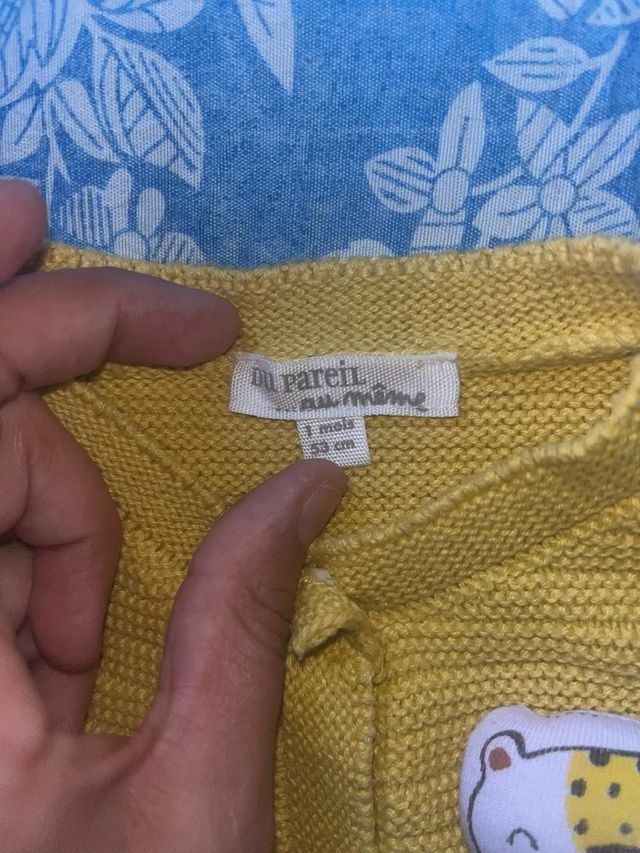 DU PAREIL
...au même
1 mois
53 cm